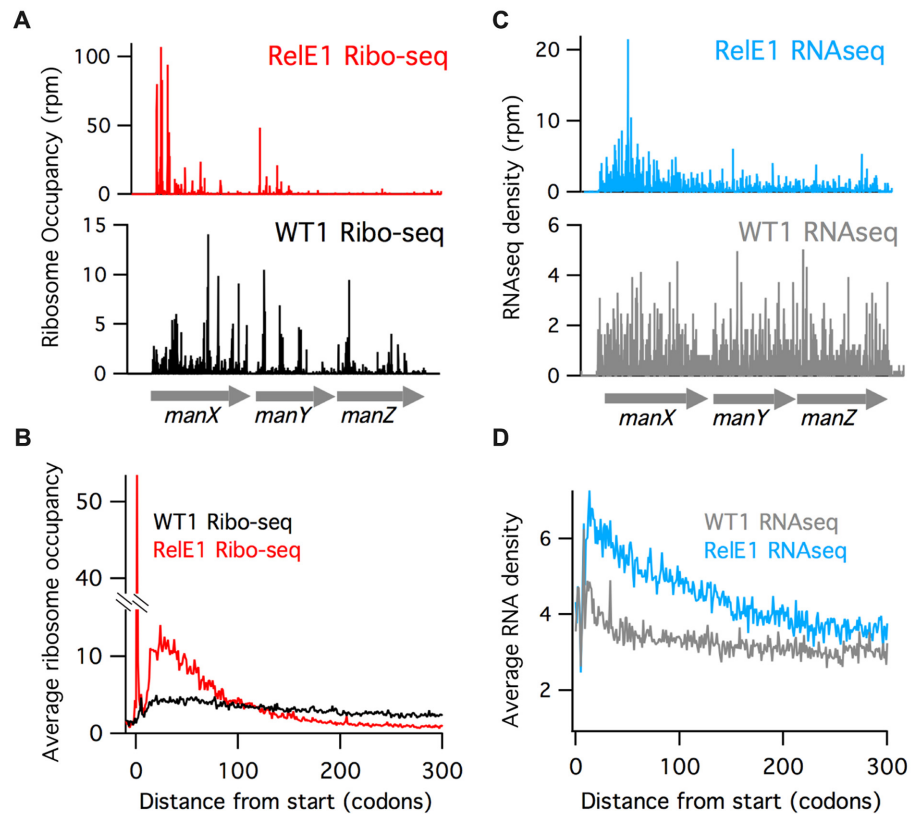 A
RelE1 Ribo-seq
100
50
0
WT1 Ribo-seq
15
10
5
0
Ribosome Occupancy (rpm)
manX
manY
manZ
C
RelE1 RNAseq
20
10
0
WT1 RNAseq
6
4
2
0
RNAseq density (rpm)
manX
manY
manZ
B
Average ribosome occupancy
50
40
10
0
WT1 Ribo-seq
RelE1 Ribo-seq
0 100 200 300
Distance from start (codons)
D
Average RNA density
6
4
2
WT1 RNAseq
RelE1 RNAseq
0 100 200 300
Distance from start (codons)